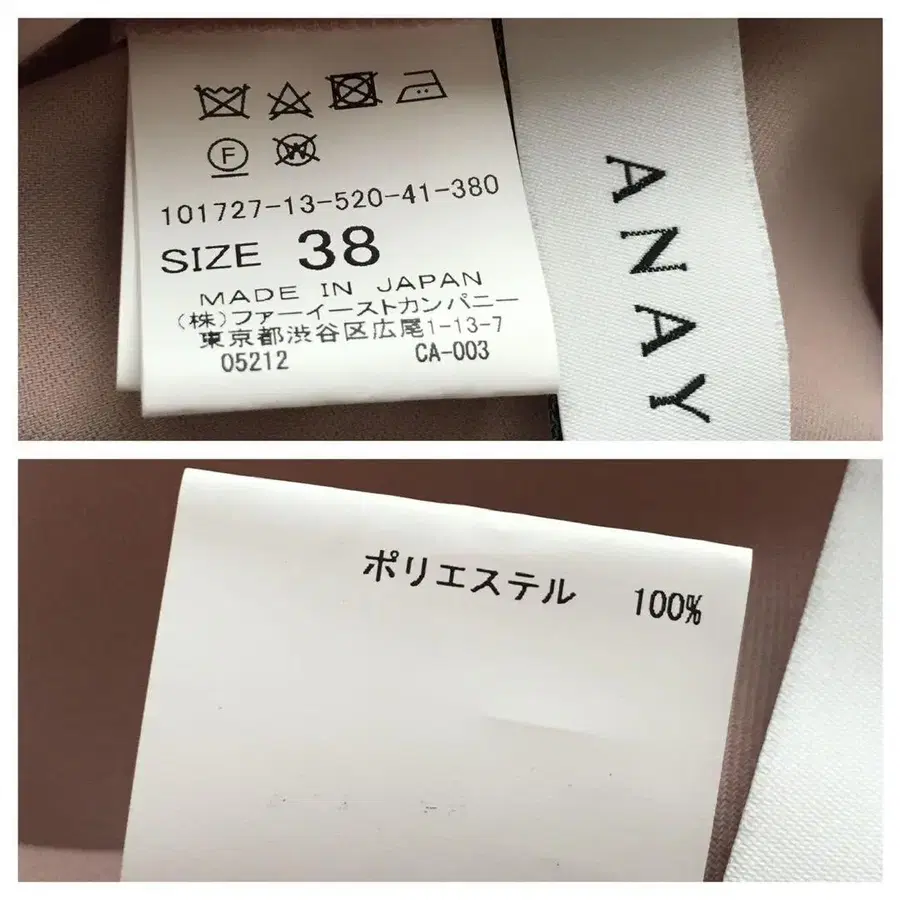 F
W
101727-13-520-41-380
SIZE 38
MADE IN JAPAN
(株)ファーイーストカンパニー
東京都渋谷区広尾1-13-7
05212 CA-003
ANAY
ポリエステル 100%